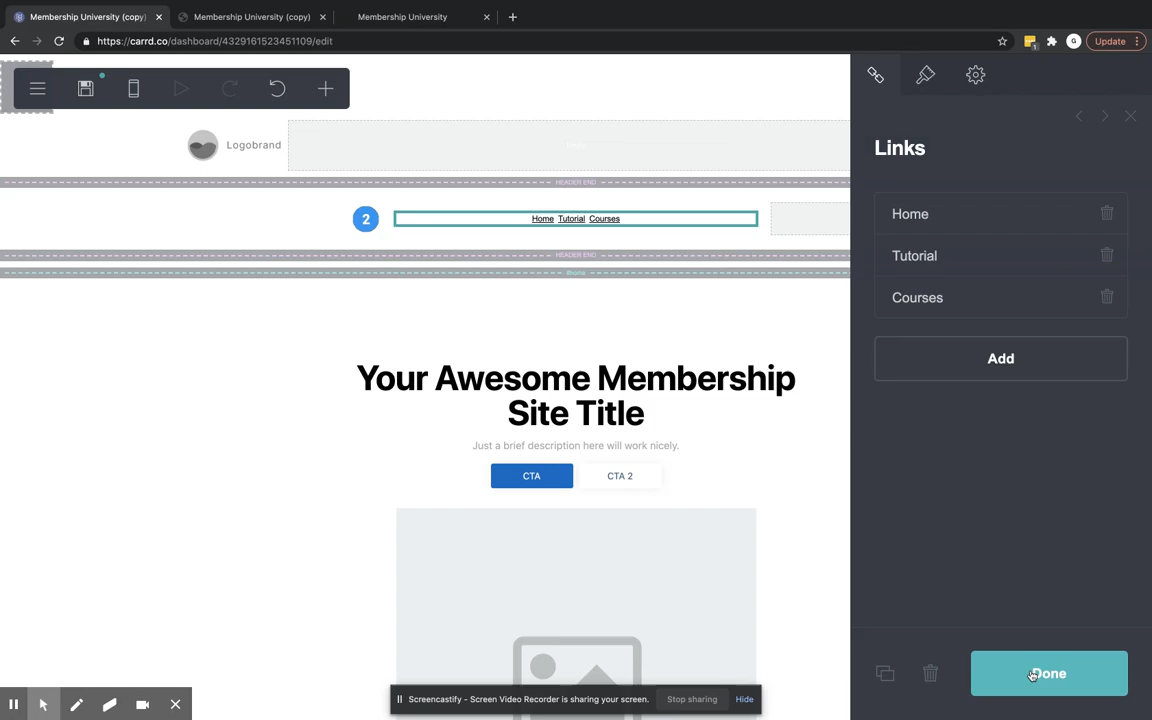 Membership University (copy)
Membership University (copy)
Membership University
https://carrd.co/dashboard/4329161523451109/edit
G
Update
Logobrand
HEADER END
2
Home Tutorial Courses
HEADER END
Your Awesome Membership
Site Title
Just a brief description here will work nicely.
CTA
CTA 2
Links
Home
Tutorial
Courses
Add
Done
Screencastify - Screen Video Recorder is sharing your screen.
Stop sharing
Hide